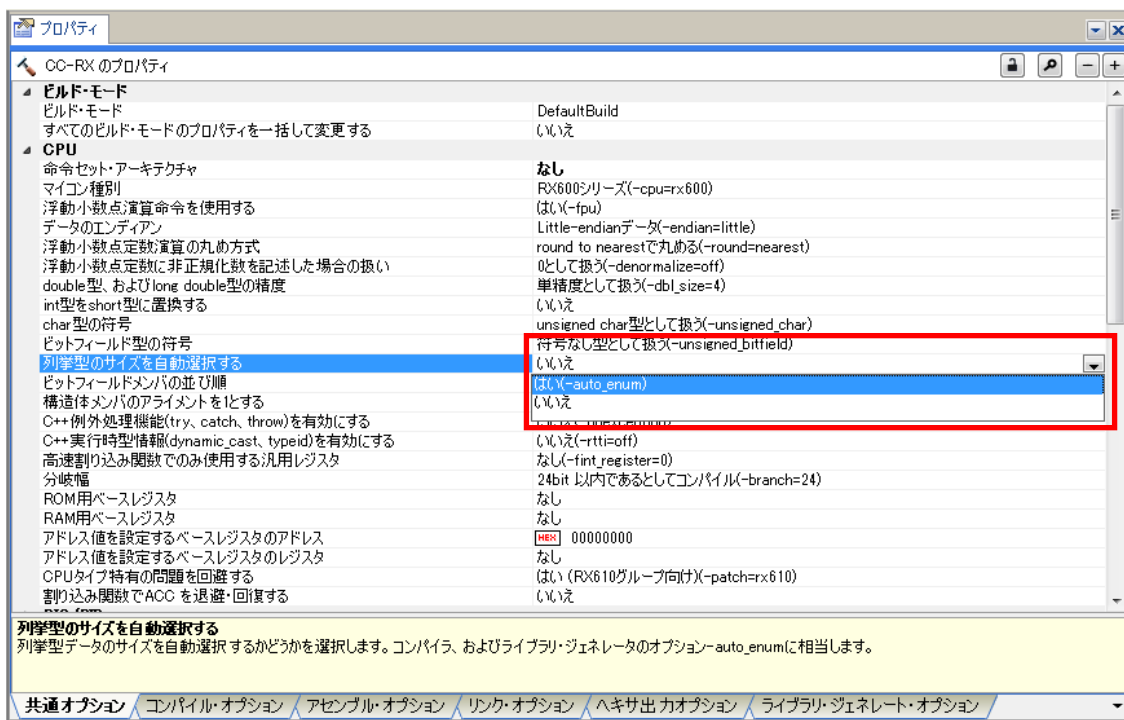 プロパティ
CC-RX のプロパティ
ビルド・モード
ビルド・モード DefaultBuild
すべてのビルド・モードのプロパティを一括して変更する いいえ
CPU
命令セット・アーキテクチャ なし
マイコン種別 RX600シリーズ(-cpu=rx600)
浮動小数点演算命令を使用する はい(-fpu)
データのエンディアン Little-endianデータ(-endian=little)
浮動小数点定数演算の丸め方式 round to nearestで丸める(-round=nearest)
浮動小数点定数に非正規化数を記述した場合の扱い 0として扱う(-denormalize=off)
double型、およびlong double型の精度 単精度として扱う(-dbl_size=4)
int型をshort型に置換する いいえ
char型の符号 unsigned char型として扱う(-unsigned_char)
ビットフィールド型の符号 符号なし型として扱う(-unsigned_bitfield)
列挙型のサイズを自動選択する いいえ
ビットフィールドメンバの並び順 はい(-auto_enum)
構造体メンバのアライメントを1とする いいえ
C++例外処理機能(try、catch、throw)を有効にする
C++実行時型情報(dynamic_cast、typeid)を有効にする いいえ(-rtti=off)
高速割り込み関数でのみ使用する汎用レジスタ なし(-fint_register=0)
分岐幅 24bit 以内であるとしてコンパイル(-branch=24)
ROM用ベースレジスタ なし
RAM用ベースレジスタ なし
アドレス値を設定するベースレジスタのアドレス HEX 00000000
アドレス値を設定するベースレジスタのレジスタ なし
CPUタイプ特有の問題を回避する はい (RX610グループ向け)(-patch=rx610)
割り込み関数でACC を退避・回復する いいえ
列挙型のサイズを自動選択する
列挙型データのサイズを自動選択するかどうかを選択します。コンパイラ、およびライブラリ・ジェネレータのオプション-auto_enumに相当します。
共通オプション コンパイル・オプション アセンブル・オプション リンク・オプション ヘキサ出力オプション ライブラリ・ジェネレート・オプション